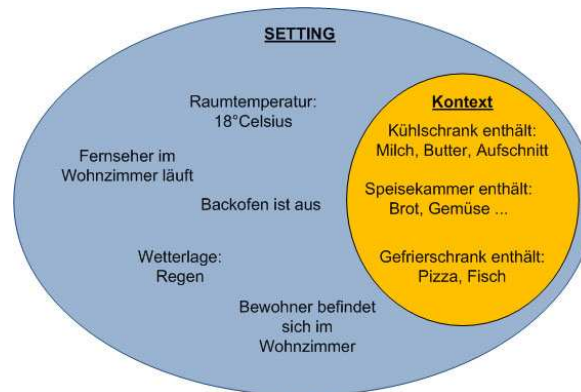 SETTING
Raumtemperatur:
18°Celsius
Fernseher im
Wohnzimmer läuft
Backofen ist aus
Wetterlage:
Regen
Bewohner befindet
sich im
Wohnzimmer
Kontext
Kühlschrank enthält:
Milch, Butter, Aufschnitt
Speisekammer enthält:
Brot, Gemüse ...
Gefrierschrank enthält:
Pizza, Fisch